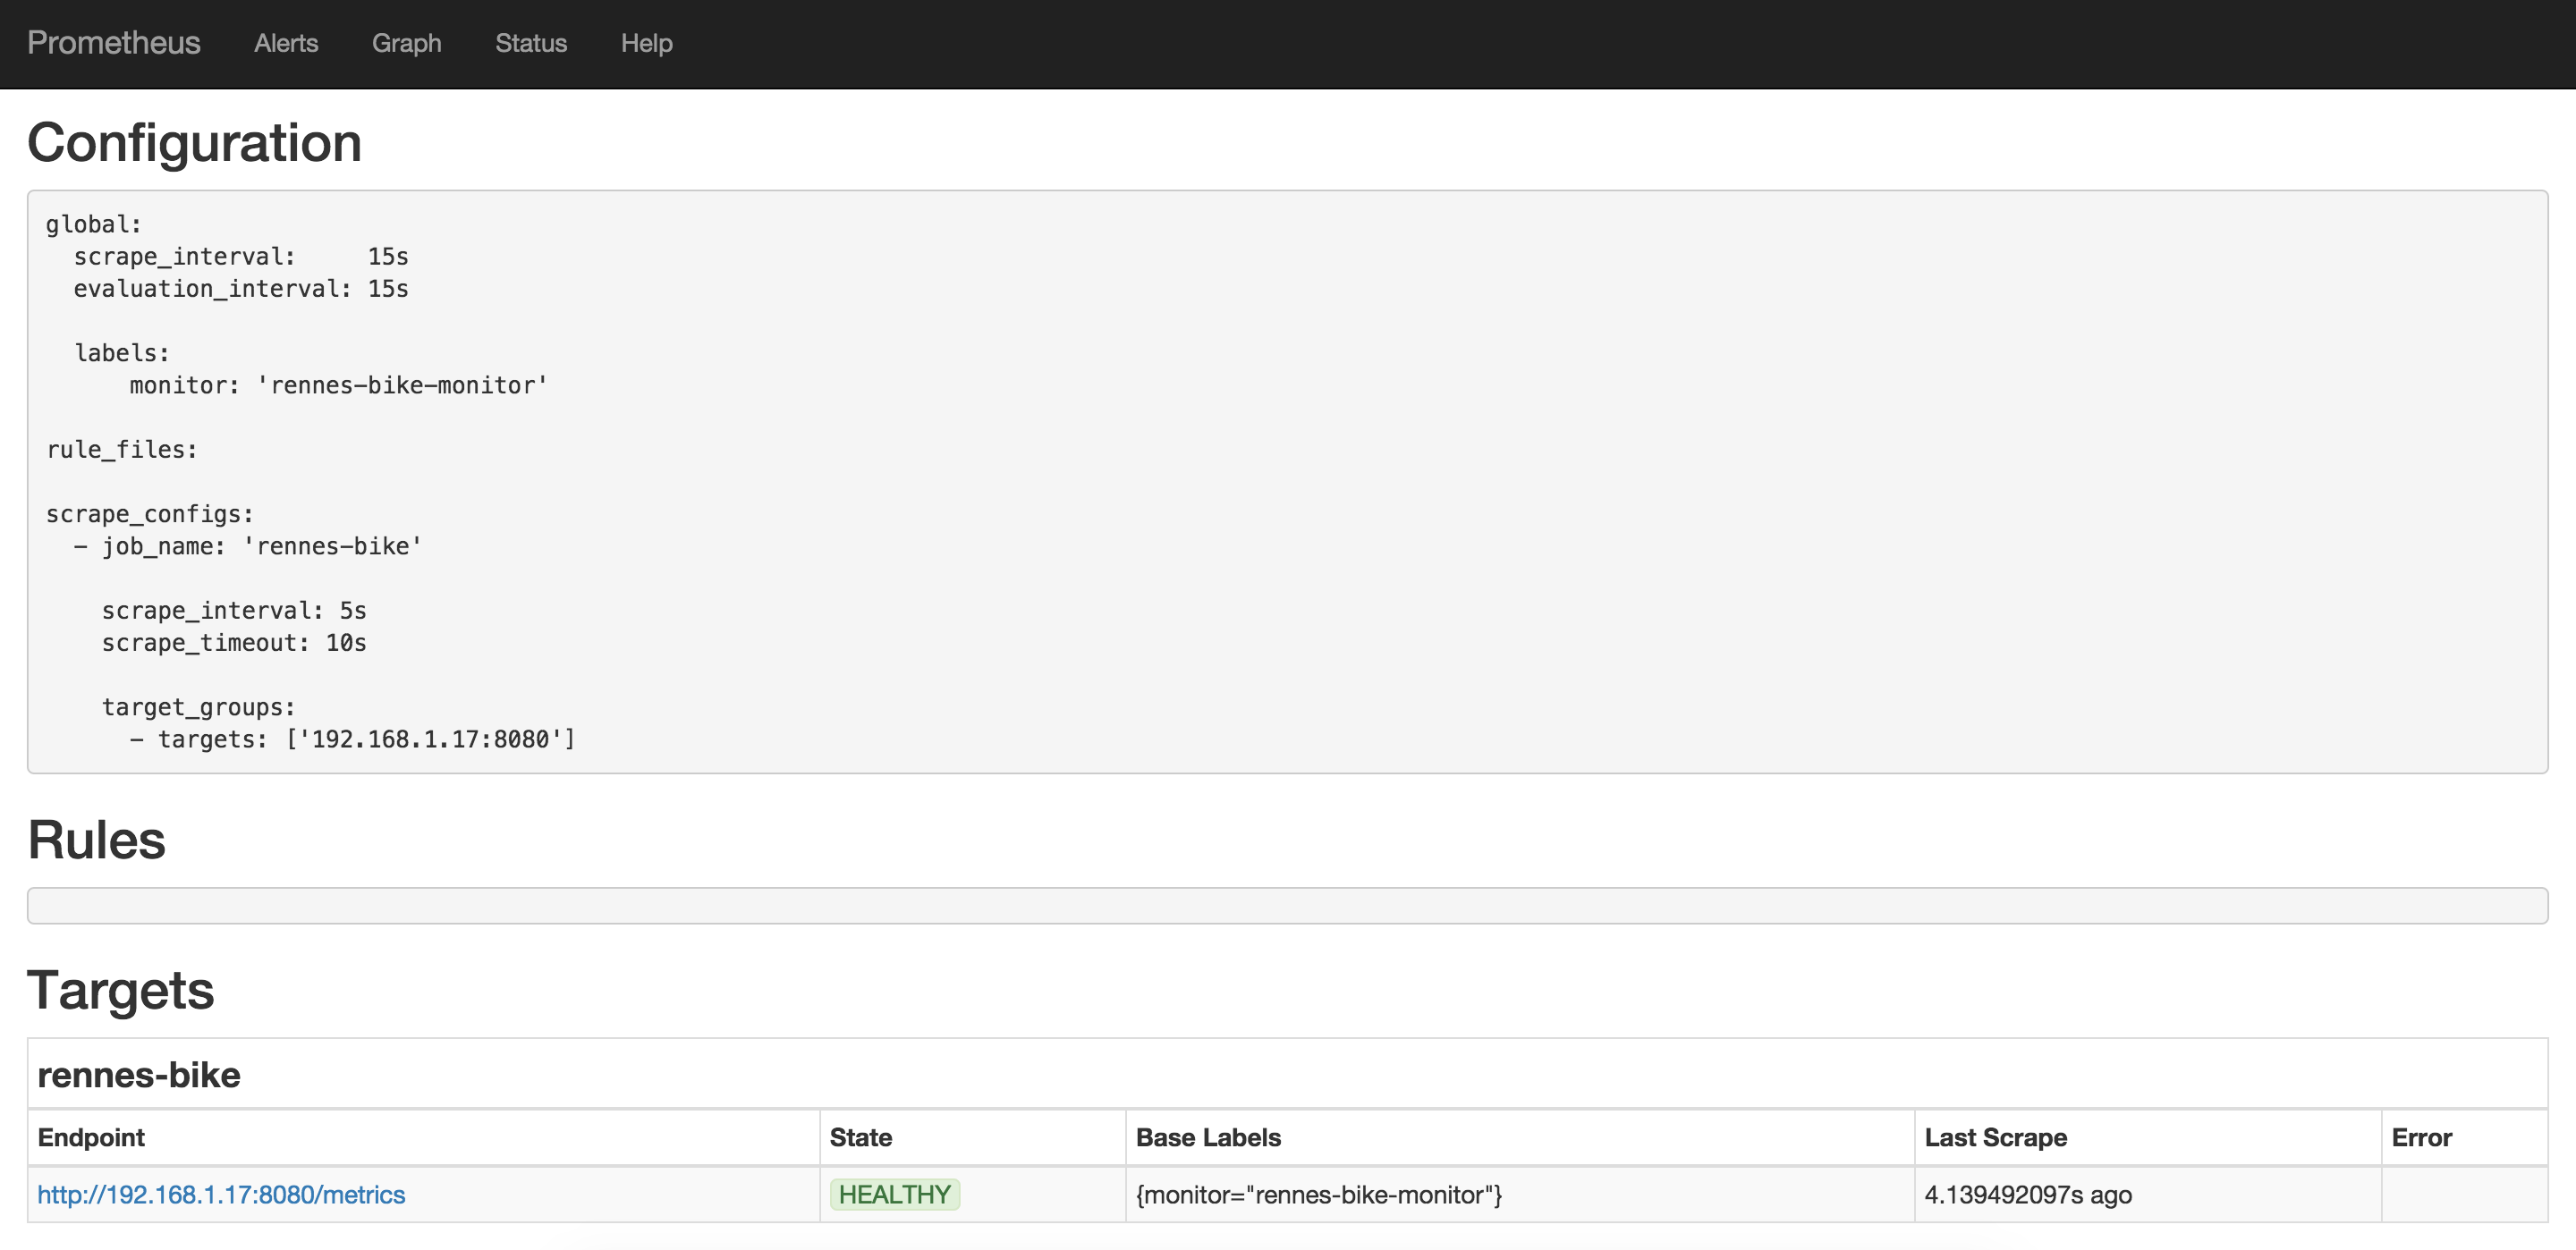 Prometheus Alerts Graph Status Help
Configuration
global:
  scrape_interval:     15s
  evaluation_interval: 15s
  labels:
      monitor: 'rennes-bike-monitor'
rule_files:
scrape_configs:
  - job_name: 'rennes-bike'
    scrape_interval: 5s
    scrape_timeout: 10s
    target_groups:
      - targets: ['192.168.1.17:8080']
Rules
Targets
rennes-bike
Endpoint State Base Labels Last Scrape Error
http://192.168.1.17:8080/metrics HEALTHY {monitor="rennes-bike-monitor"} 4.139492097s ago